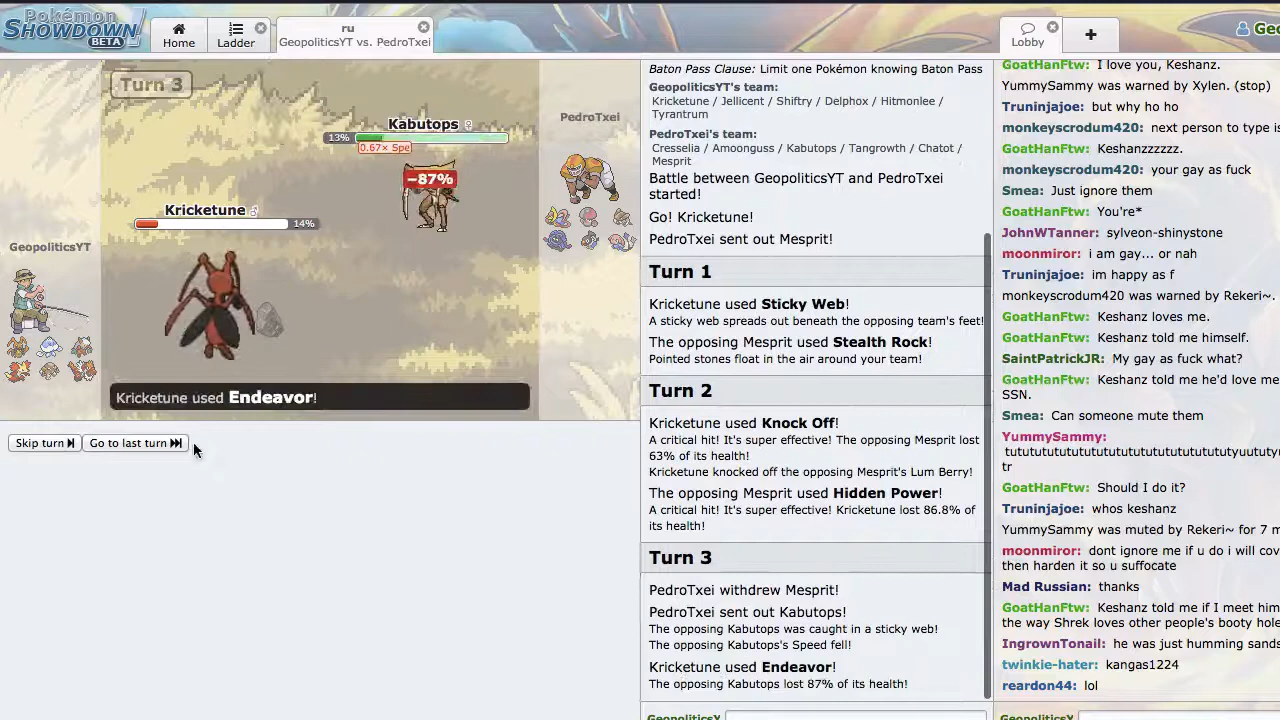 Pokémon
SHOWDOWN
BETA
Home
Ladder
ru
GeopoliticsYT vs. PedroTxei
Lobby
Turn 3
Kabutops
13%
0.67× Spe
−87%
Kricketune
14%
GeopoliticsYT
PedroTxei
Kricketune used Endeavor!
Skip turn
Go to last turn
Baton Pass Clause: Limit one Pokémon knowing Baton Pass
GeopoliticsYT's team:
Kricketune / Jellicent / Shiftry / Delphox / Hitmonlee /
Tyrantrum
PedroTxei's team:
Cresselia / Amoonguss / Kabutops / Tangrowth / Chatot /
Mesprit
Battle between GeopoliticsYT and PedroTxei
started!
Go! Kricketune!
PedroTxei sent out Mesprit!
Turn 1
Kricketune used Sticky Web!
A sticky web spreads out beneath the opposing team's feet!
The opposing Mesprit used Stealth Rock!
Pointed stones float in the air around your team!
Turn 2
Kricketune used Knock Off!
A critical hit! It's super effective! The opposing Mesprit lost
63% of its health!
Kricketune knocked off the opposing Mesprit's Lum Berry!
The opposing Mesprit used Hidden Power!
A critical hit! It's super effective! Kricketune lost 86.8% of
its health!
Turn 3
PedroTxei withdrew Mesprit!
PedroTxei sent out Kabutops!
The opposing Kabutops was caught in a sticky web!
The opposing Kabutops's Speed fell!
Kricketune used Endeavor!
The opposing Kabutops lost 87% of its health!
GoatHanFtw: I love you, Keshanz.
YummySammy was warned by Xylen. (stop)
Truninjajoe: but why ho ho
monkeyscrodum420: next person to type is
GoatHanFtw: Keshanzzzzzz.
monkeyscrodum420: your gay as fuck
Smea: Just ignore them
GoatHanFtw: You're*
JohnWTanner: sylveon-shinystone
moonmiror: i am gay... or nah
Truninjajoe: im happy as f
monkeyscrodum420 was warned by Rekeri~.
GoatHanFtw: Keshanz loves me.
GoatHanFtw: Keshanz told himself.
SaintPatrickJR: My gay as fuck what?
GoatHanFtw: Keshanz told me he'd love me
SSN.
Smea: Can someone mute them
YummySammy:
tr
GoatHanFtw: Should I do it?
Truninjajoe: whos keshanz
YummySammy was muted by Rekeri~ for 7 m
moonmiror: dont ignore me if u do i will cov
then harden it so u suffocate
Mad Russian: thanks
GoatHanFtw: Keshanz told me if I meet him
the way Shrek loves other people's booty hole
IngrownTonail: he was just humming sands
twinkie-hater: kangas1224
reardon44: lol